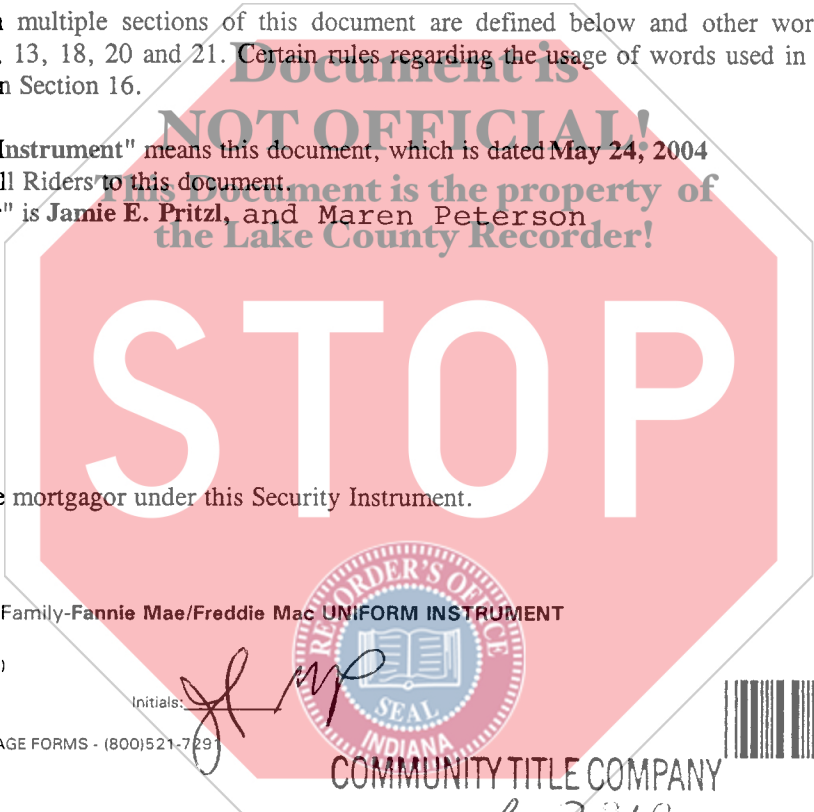 multiple sections of this document are defined below and other wor
13, 18, 20 and 21. Certain rules regarding the usage of words used in
n Section 16.
Document is
NOT OFFICIAL!
Instrument" means this document, which is dated May 24, 2004
ll Riders to this document.
This Document is the property of
" is Jamie E. Pritzl, and Maren Peterson
the Lake County Recorder!
STOP
e mortgagor under this Security Instrument.
RECORDER'S OFFICE
Family-Fannie Mae/Freddie Mac UNIFORM INSTRUMENT
)
Initials:
SEAL
INDIANA
AGE FORMS - (800)521-7291
COMMUNITY TITLE COMPANY